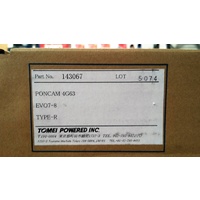 Part No. 143067 LOT 5074
PONCAM 4G63
EVO7-8
TYPE-R
TOMEI POWERED INC.